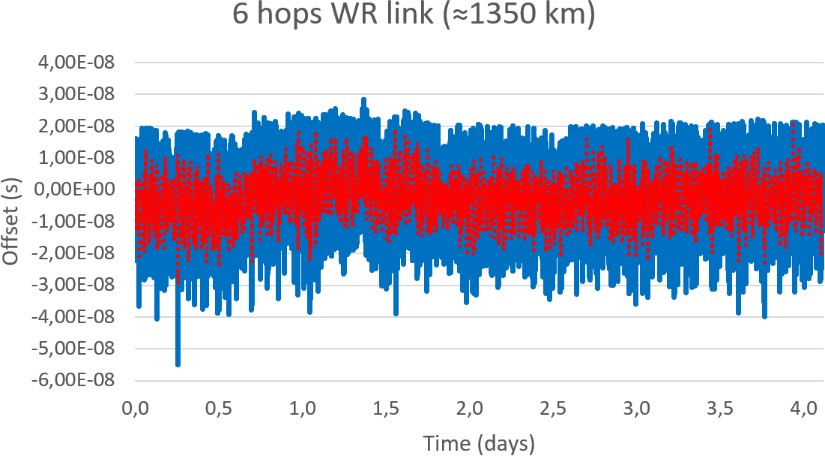 6 hops WR link (≈1350 km)
4,00E-08
3,00E-08
2,00E-08
1,00E-08
0,00E+00
-1,00E-08
-2,00E-08
-3,00E-08
-4,00E-08
-5,00E-08
-6,00E-08
Offset (s)
0,0 0,5 1,0 1,5 2,0 2,5 3,0 3,5 4,0
Time (days)